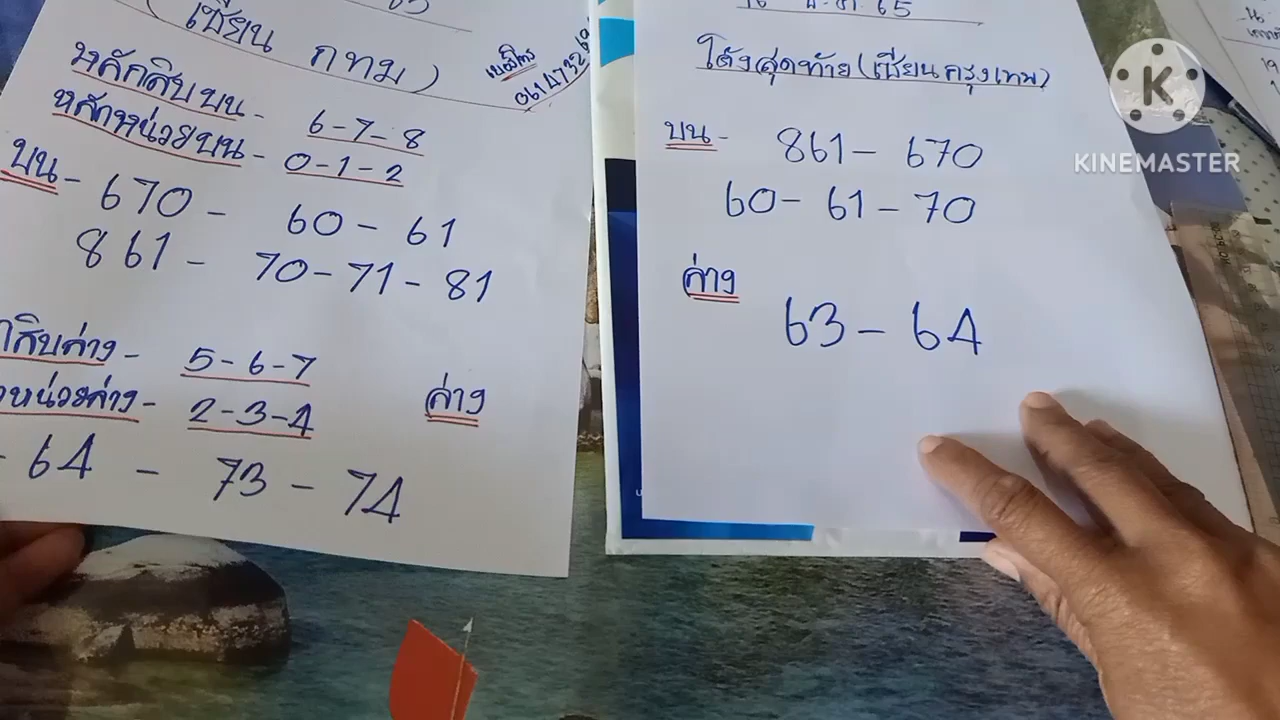 (เซียน กทม)
หลักสิบบน - 6-7-8
หลักหน่วยบน - 0-1-2
บน - 670 - 60 - 61
861 - 70-71-81
สิบล่าง - 5-6-7
หน่วยล่าง - 2-3-4
ล่าง
- 64 - 73 - 74
65
โต้งสุดท้าย (เซียนกรุงเทพ)
บน - 861 - 670
60 - 61 - 70
ล่าง
63 - 64
K
KINEMASTER